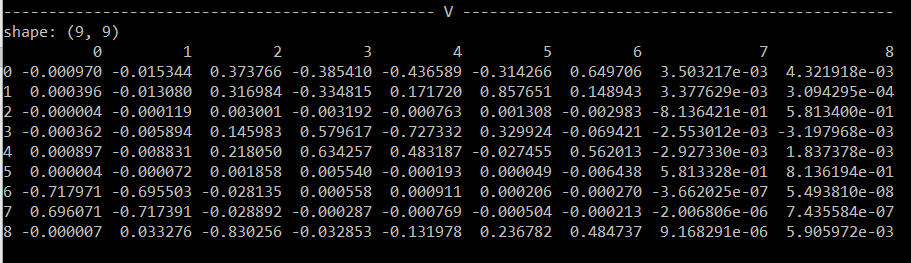 ------------------------------------------------ V ------------------------------------------------
shape: (9, 9)
0 1 2 3 4 5 6 7 8
0 -0.000970 -0.015344 0.373766 -0.385410 -0.436589 -0.314266 0.649706 3.503217e-03 4.321918e-03
1 0.000396 -0.013080 0.316984 -0.334815 0.171720 0.857651 0.148943 3.377629e-03 3.094295e-04
2 -0.000004 -0.000119 0.003001 -0.003192 -0.000763 0.001308 -0.002983 -8.136421e-01 5.813400e-01
3 -0.000362 -0.005894 0.145983 0.579617 -0.727332 0.329924 -0.069421 -2.553012e-03 -3.197968e-03
4 0.000897 -0.008831 0.218050 0.634257 0.483187 -0.027455 0.562013 -2.927330e-03 1.837378e-03
5 0.000004 -0.000072 0.001858 0.005540 -0.000193 0.000049 -0.006438 5.813328e-01 8.136194e-01
6 -0.717971 -0.695503 -0.028135 0.000558 0.000911 0.000206 -0.000270 -3.662025e-07 5.493810e-08
7 0.696071 -0.717391 -0.028892 -0.000287 -0.000769 -0.000504 -0.000213 -2.006806e-06 7.435584e-07
8 -0.000007 0.033276 -0.830256 -0.032853 -0.131978 0.236782 0.484737 9.168291e-06 5.905972e-03